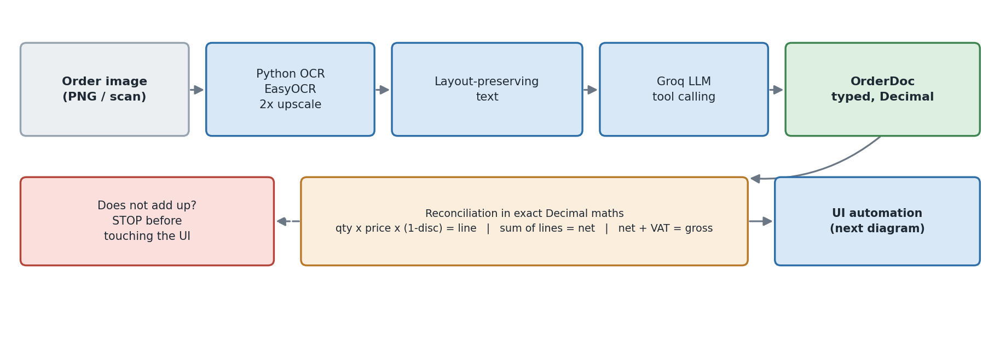 Order image
(PNG / scan)
Python OCR
EasyOCR
2x upscale
Layout-preserving
text
Groq LLM
tool calling
OrderDoc
typed, Decimal
Does not add up?
STOP before
touching the UI
Reconciliation in exact Decimal maths
qty x price x (1-disc) = line | sum of lines = net | net + VAT = gross
UI automation
(next diagram)